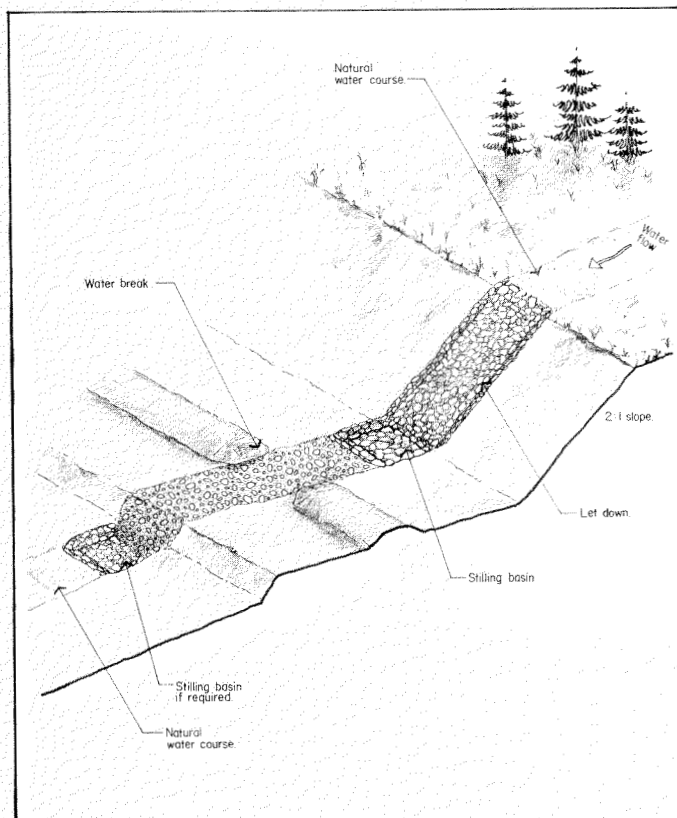 Natural
water course.
Water
flow
Water break
2:1 slope.
Let down.
Stilling basin
Stilling basin
if required.
Natural
water course.